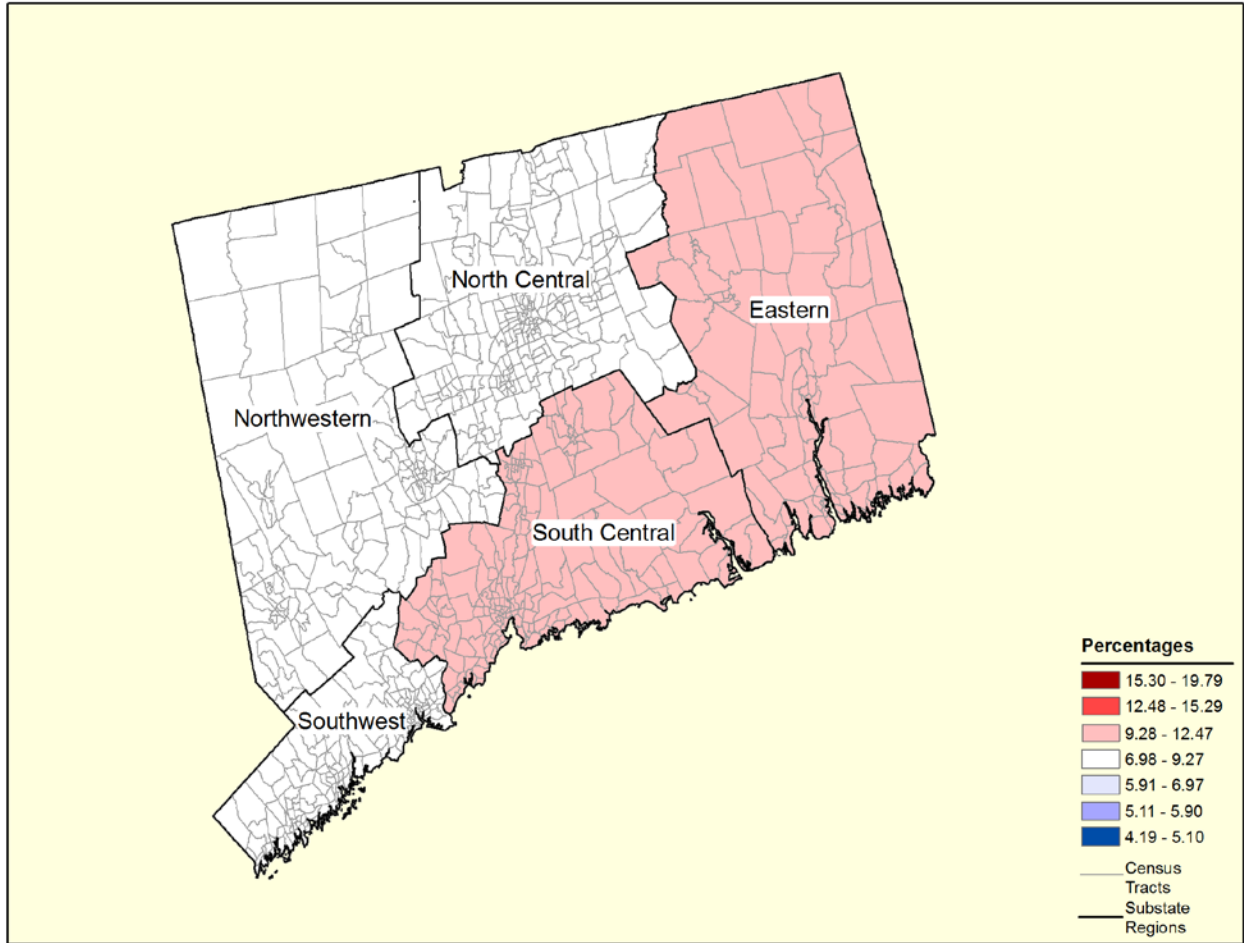 North Central
Eastern
Northwestern
South Central
Southwest
Percentages
15.30 - 19.79
12.48 - 15.29
9.28 - 12.47
6.98 - 9.27
5.91 - 6.97
5.11 - 5.90
4.19 - 5.10
Census
Tracts
Substate
Regions